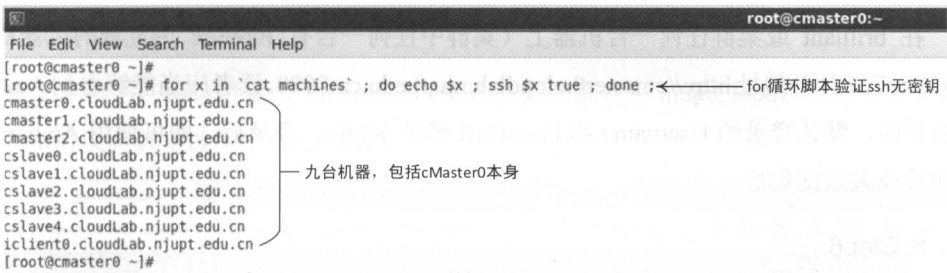 root@cmaster0:~
File Edit View Search Terminal Help
[root@cmaster0 ~]#
[root@cmaster0 ~]# for x in `cat machines` ; do echo $x ; ssh $x true ; done ; for循环脚本验证ssh无密钥
cmaster0.cloudLab.njupt.edu.cn
cmaster1.cloudLab.njupt.edu.cn
cmaster2.cloudLab.njupt.edu.cn
cslave0.cloudLab.njupt.edu.cn
cslave1.cloudLab.njupt.edu.cn
九台机器，包括cMaster0本身
cslave2.cloudLab.njupt.edu.cn
cslave3.cloudLab.njupt.edu.cn
cslave4.cloudLab.njupt.edu.cn
iclient0.cloudLab.njupt.edu.cn
[root@cmaster0 ~]#